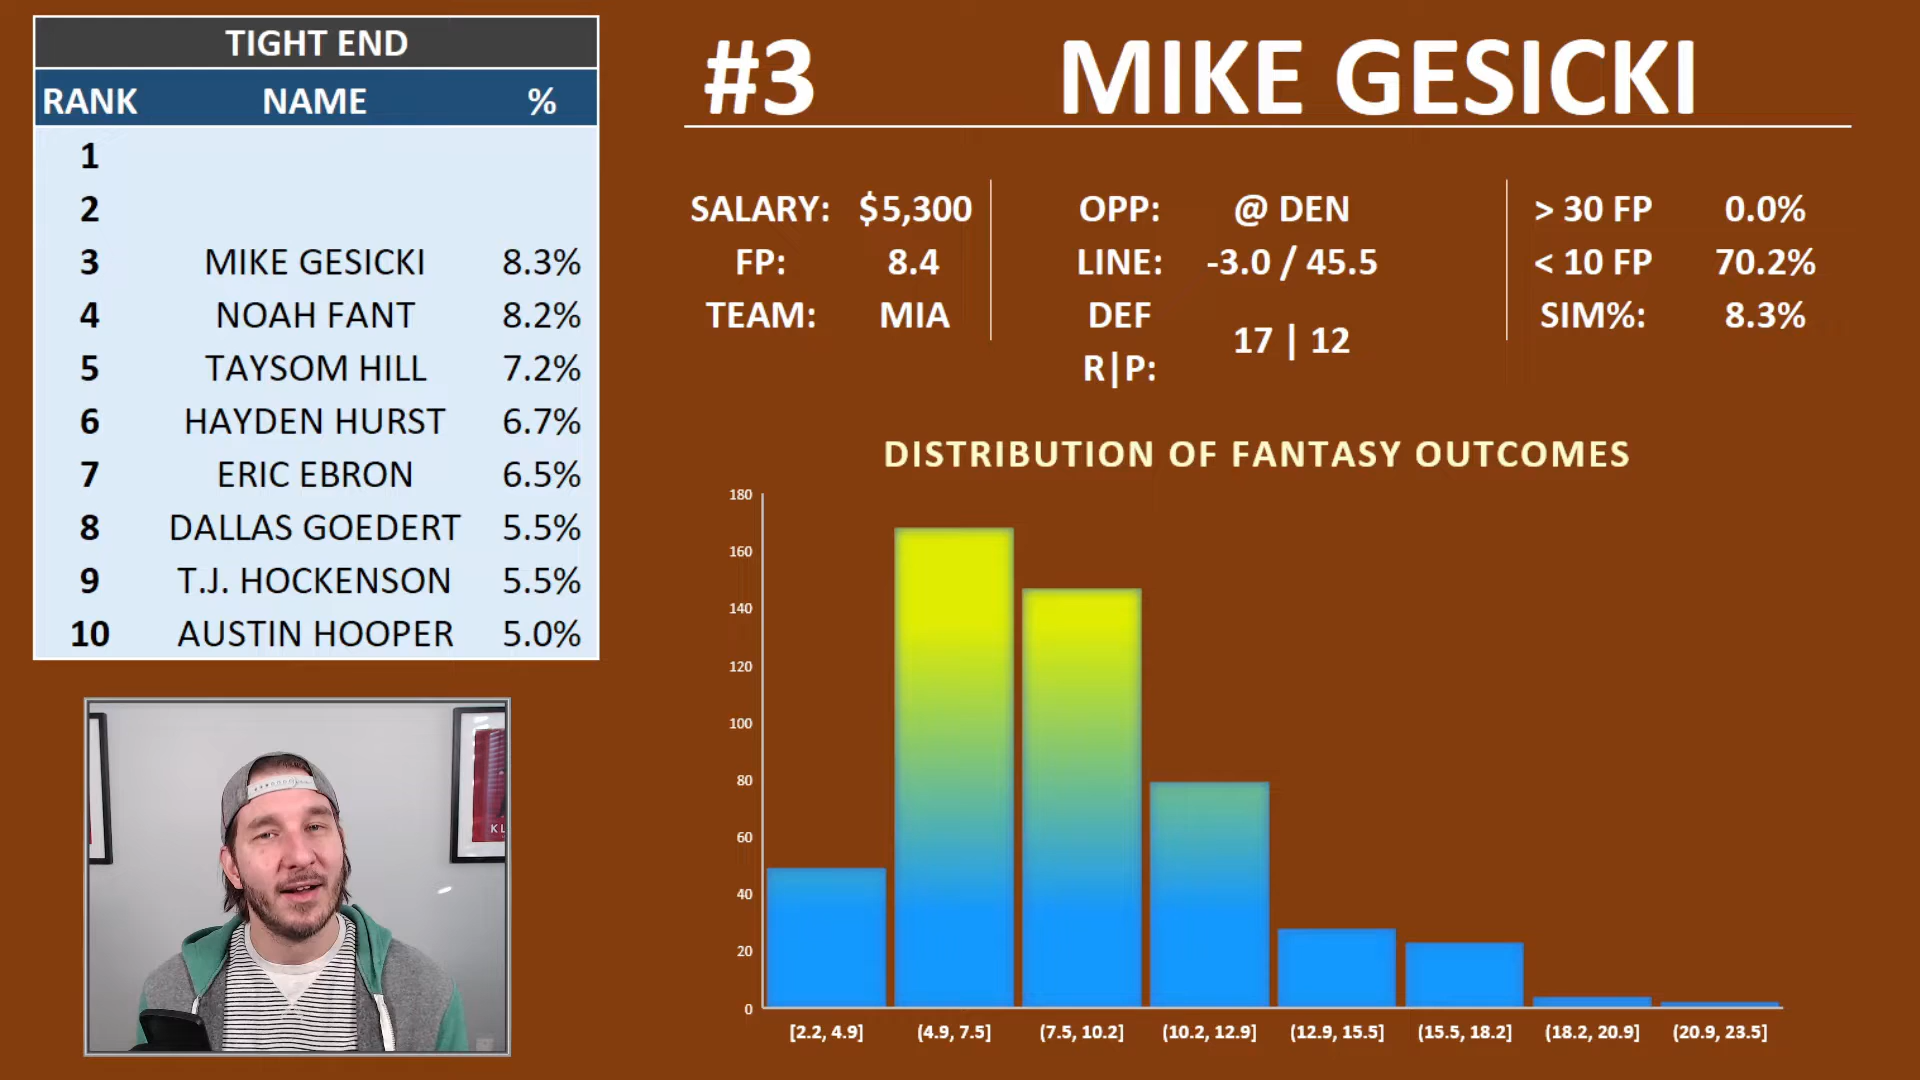 TIGHT END
RANK NAME %
1
2
3 MIKE GESICKI 8.3%
4 NOAH FANT 8.2%
5 TAYSOM HILL 7.2%
6 HAYDEN HURST 6.7%
7 ERIC EBRON 6.5%
8 DALLAS GOEDERT 5.5%
9 T.J. HOCKENSON 5.5%
10 AUSTIN HOOPER 5.0%
#3 MIKE GESICKI
SALARY: $5,300
FP: 8.4
TEAM: MIA
OPP: @ DEN
LINE: -3.0 / 45.5
DEF
R|P: 17 | 12
> 30 FP 0.0%
< 10 FP 70.2%
SIM%: 8.3%
DISTRIBUTION OF FANTASY OUTCOMES
180
160
140
120
100
80
60
40
20
0
[2.2, 4.9] (4.9, 7.5] (7.5, 10.2] (10.2, 12.9] (12.9, 15.5] (15.5, 18.2] (18.2, 20.9] (20.9, 23.5]
KL